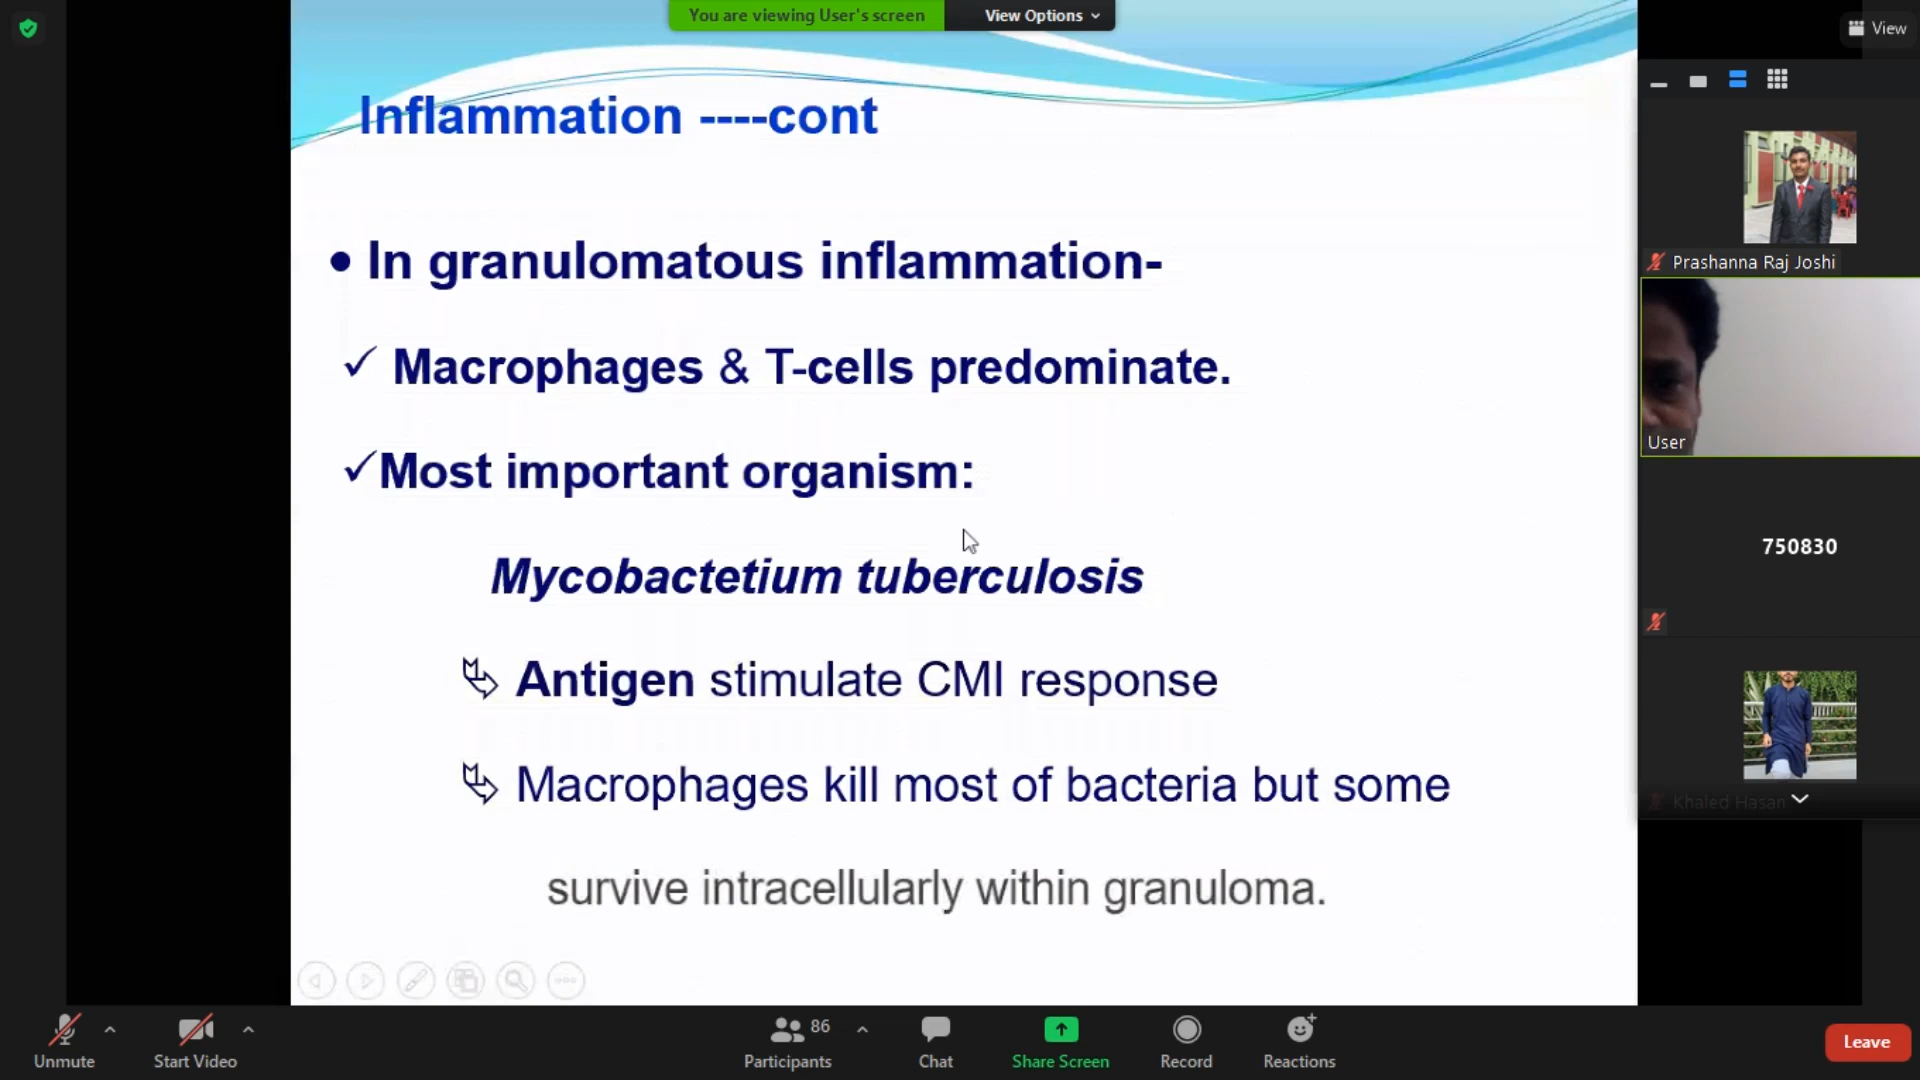 You are viewing User's screen
View Options
View
Inflammation ----cont
• In granulomatous inflammation-
✓ Macrophages & T-cells predominate.
✓Most important organism:
Mycobactetium tuberculosis
Antigen stimulate CMI response
Macrophages kill most of bacteria but some
survive intracellularly within granuloma.
Prashanna Raj Joshi
User
750830
Khaled Hasan
Unmute
Start Video
86
Participants
Chat
Share Screen
Record
Reactions
Leave